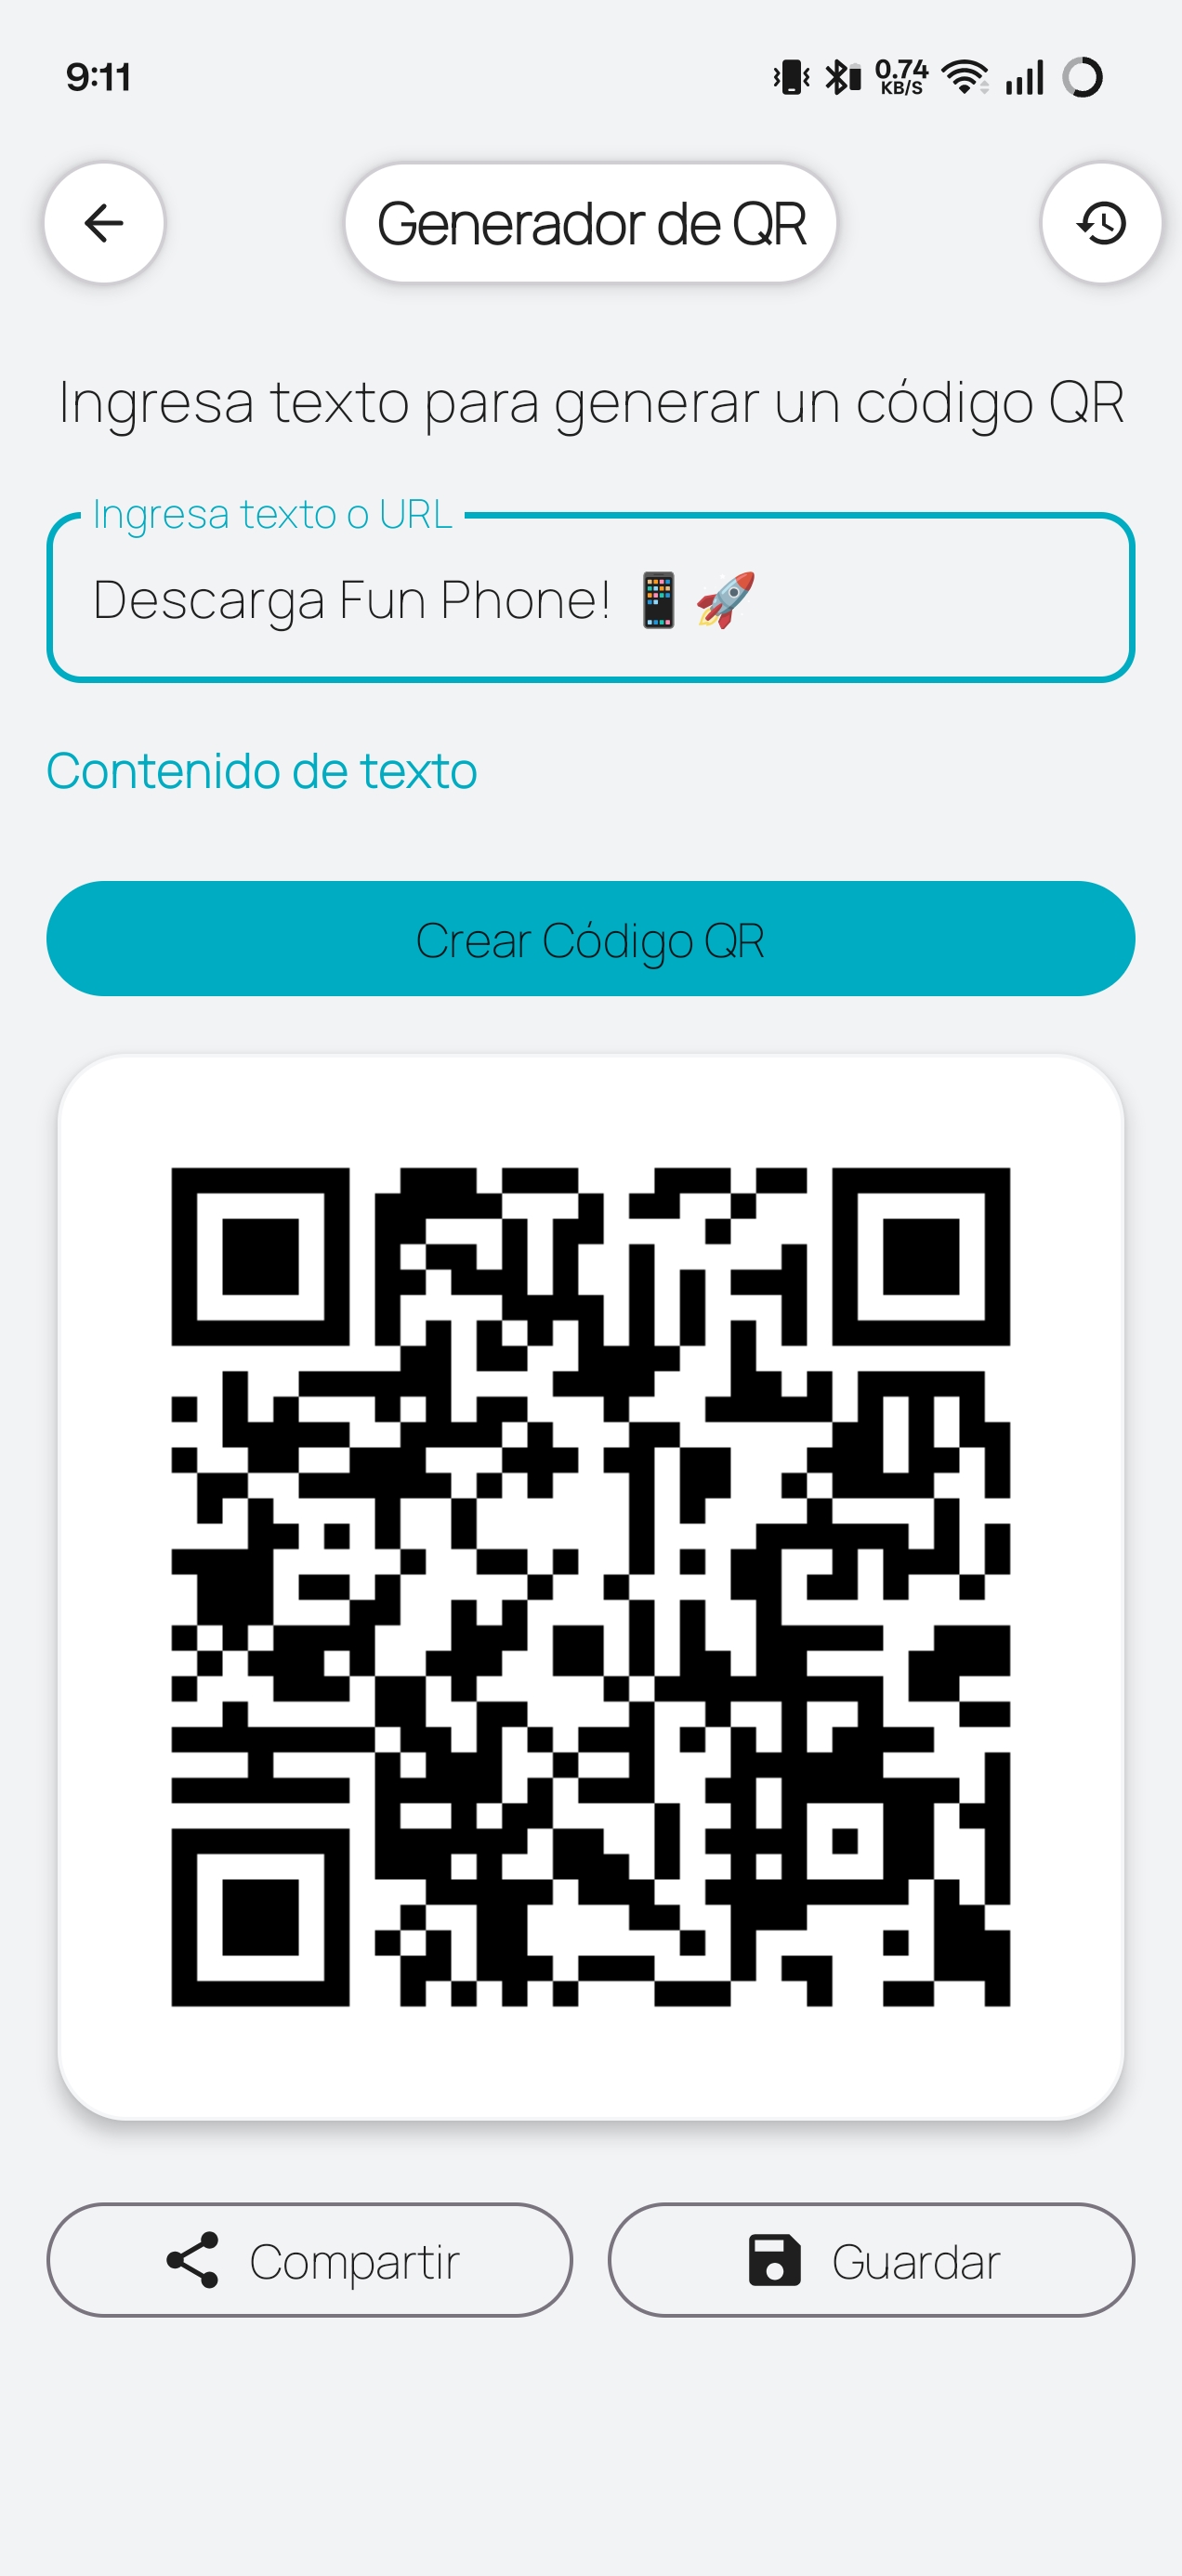 9:11
0.74
KB/S
Generador de QR
Ingresa texto para generar un código QR
Ingresa texto o URL
Descarga Fun Phone! 📱🚀
Contenido de texto
Crear Código QR
Compartir
Guardar